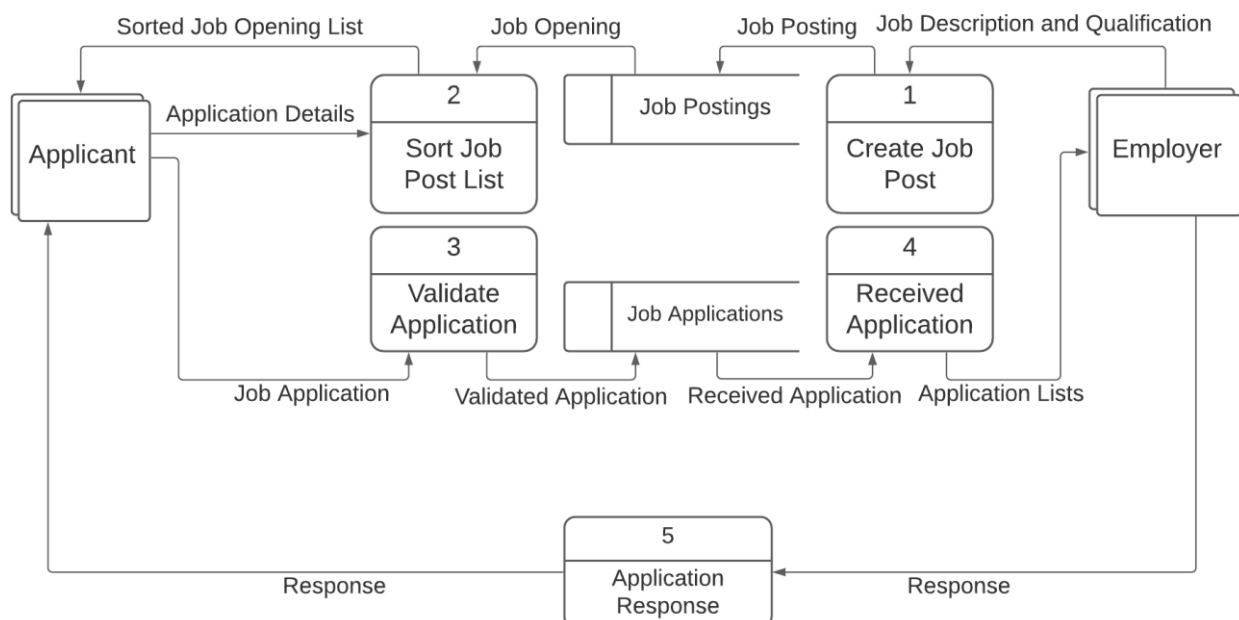 Sorted Job Opening List
Job Opening
Job Posting
Job Description and Qualification
Applicant
Application Details
2
Sort Job
Post List
Job Postings
1
Create Job
Post
Employer
3
Validate
Application
Job Applications
4
Received
Application
Job Application
Validated Application
Received Application
Application Lists
5
Application
Response
Response
Response